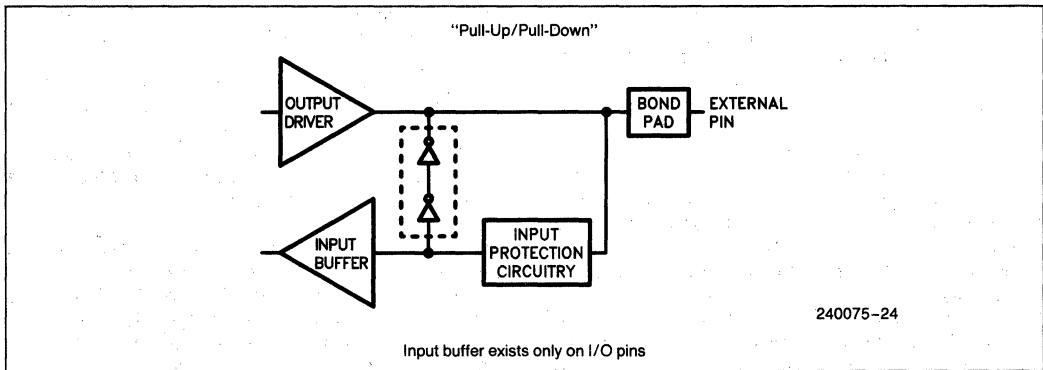 "Pull-Up/Pull-Down"
OUTPUT
DRIVER
BOND
PAD
EXTERNAL
PIN
INPUT
BUFFER
INPUT
PROTECTION
CIRCUITRY
240075-24
Input buffer exists only on I/O pins